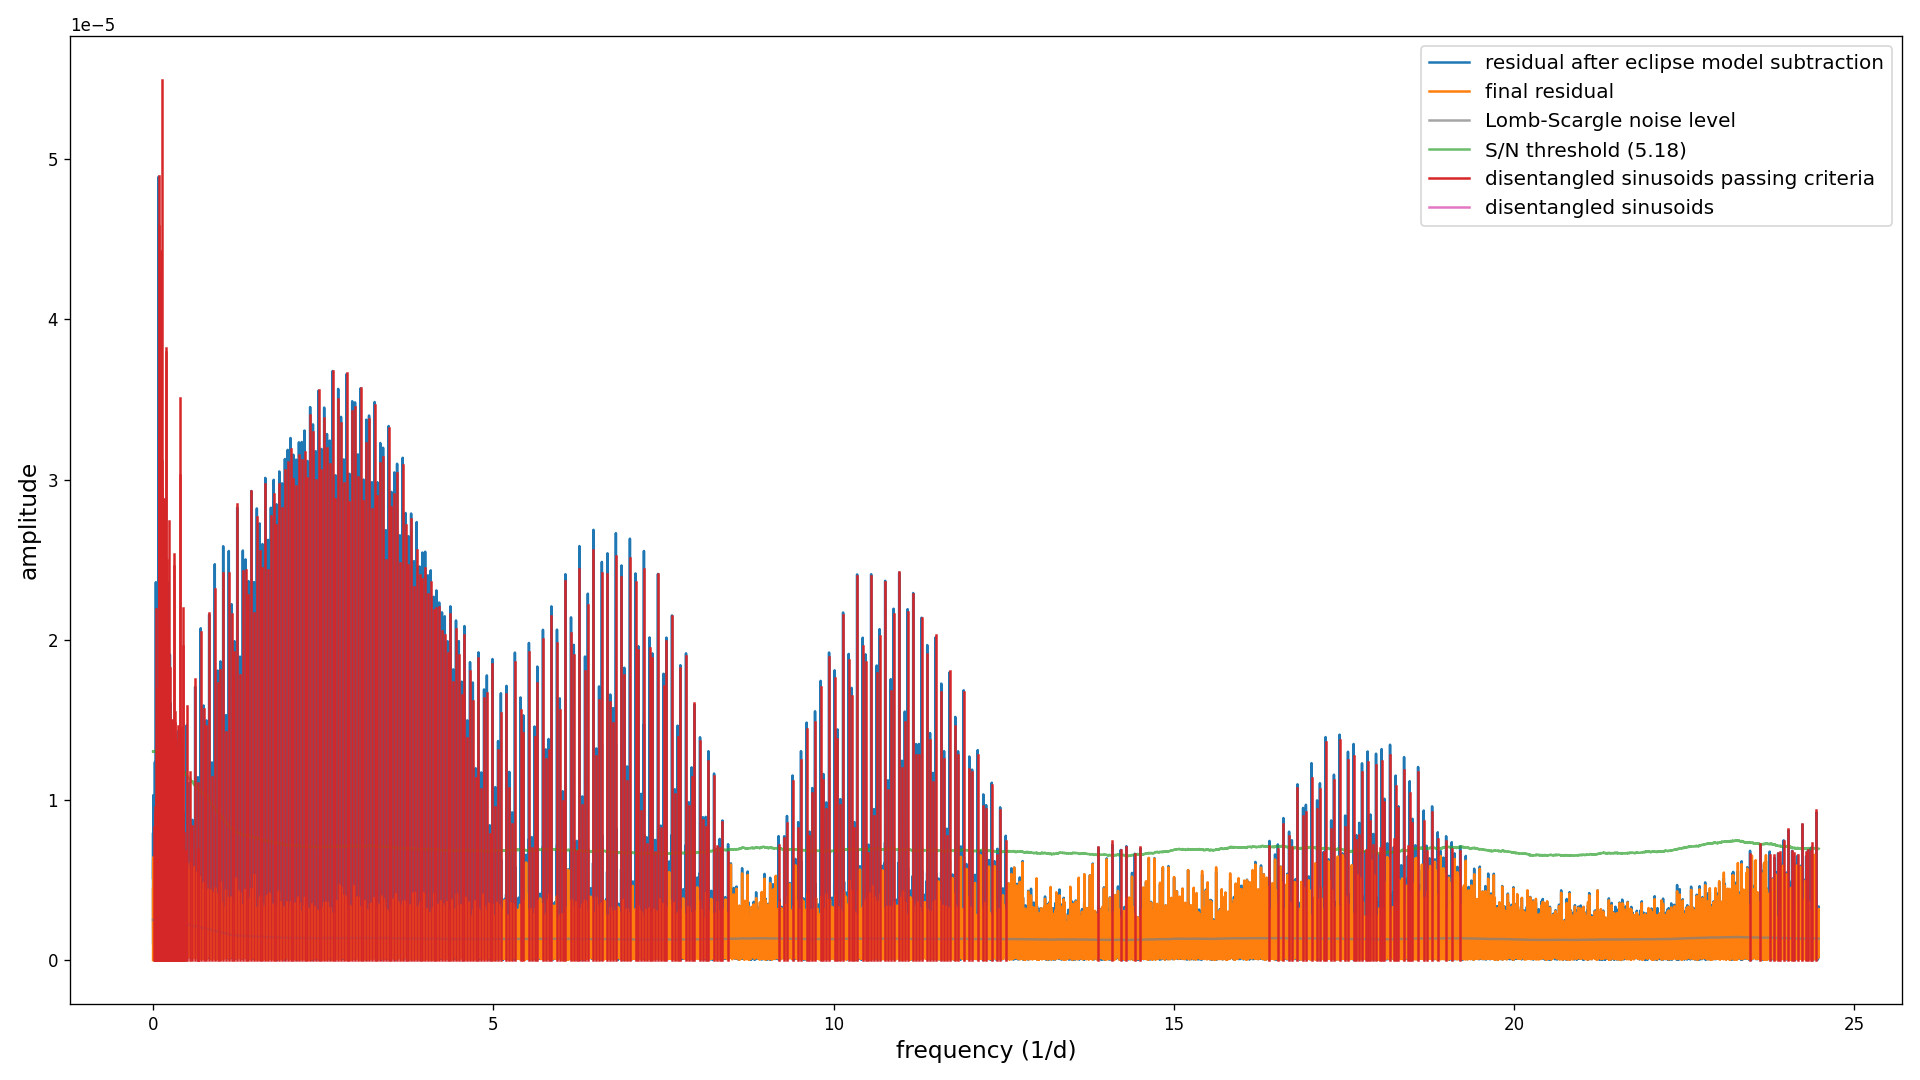 1e−5
residual after eclipse model subtraction
final residual
Lomb-Scargle noise level
S/N threshold (5.18)
disentangled sinusoids passing criteria
disentangled sinusoids
5
4
3
2
1
0
amplitude
0 5 10 15 20 25
frequency (1/d)